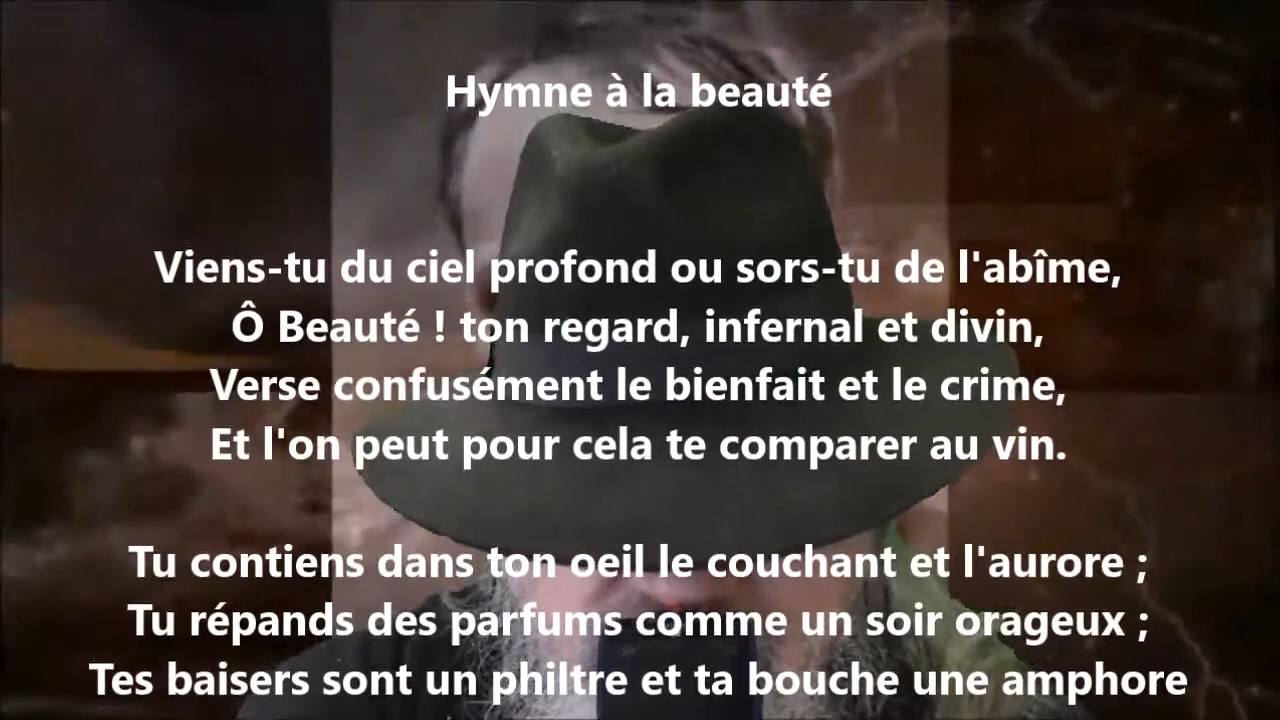 Hymne à la beauté
Viens-tu du ciel profond ou sors-tu de l'abîme,
Ô Beauté ! ton regard, infernal et divin,
Verse confusément le bienfait et le crime,
Et l'on peut pour cela te comparer au vin.
Tu contiens dans ton oeil le couchant et l'aurore ;
Tu répands des parfums comme un soir orageux ;
Tes baisers sont un philtre et ta bouche une amphore